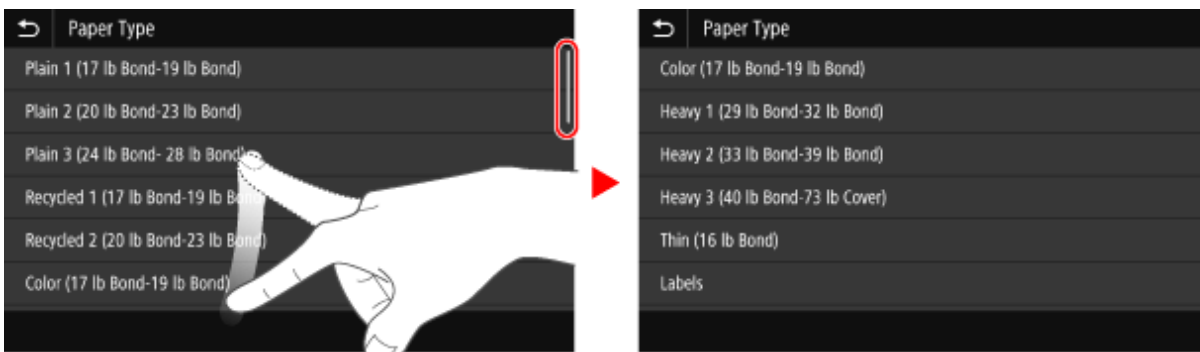 Paper Type
Plain 1 (17 lb Bond-19 lb Bond)
Plain 2 (20 lb Bond-23 lb Bond)
Plain 3 (24 lb Bond- 28 lb Bond)
Recycled 1 (17 lb Bond-19 lb Bond)
Recycled 2 (20 lb Bond-23 lb Bond)
Color (17 lb Bond-19 lb Bond)
Paper Type
Color (17 lb Bond-19 lb Bond)
Heavy 1 (29 lb Bond-32 lb Bond)
Heavy 2 (33 lb Bond-39 lb Bond)
Heavy 3 (40 lb Bond-73 lb Cover)
Thin (16 lb Bond)
Labels